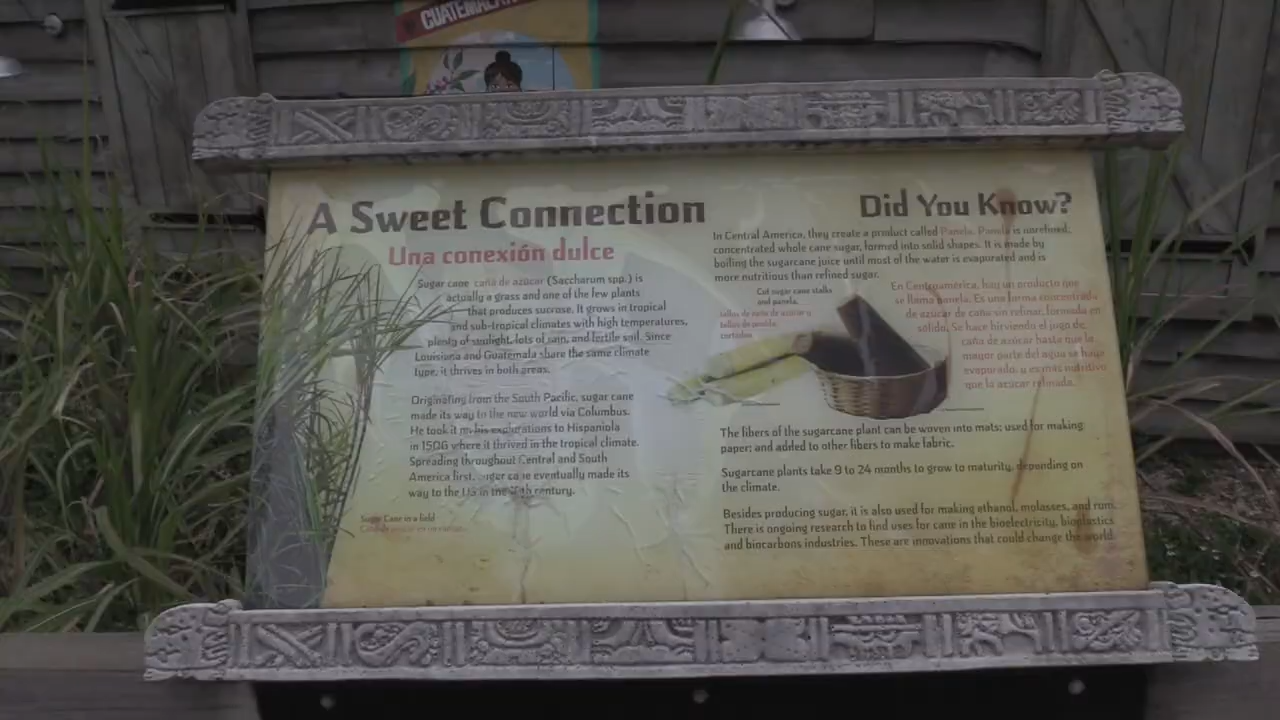 GUATEMALA
A Sweet Connection
Una conexión dulce
Sugar cane caña de azúcar (Saccharum spp.) is
actually a grass and one of the few plants
that produces sucrose. It grows in tropical
and sub-tropical climates with high temperatures,
plenty of sunlight, lots of rain, and fertile soil. Since
Louisiana and Guatemala share the same climate
type, it thrives in both areas.
Originating from the South Pacific, sugar cane
made its way to the new world via Columbus.
He took it on his explorations to Hispaniola
in 1506 where it thrived in the tropical climate.
Spreading throughout Central and South
America first, sugar cane eventually made its
way to the US in the century.
Sugar Cane in a field
Did You Know?
In Central America, they create a product called Panela. Panela is unrefined,
concentrated whole cane sugar, formed into solid shapes. It is made by
boiling the sugarcane juice until most of the water is evaporated and is
more nutritious than refined sugar.
Cut sugar cane stalks
and panela.
tallos de caña de azúcar y
tallos de panela
cortados
En Centroamérica, hay un producto que
se llama panela. Es una forma concentrada
de azúcar de caña sin refinar, formada en
sólido. Se hace hirviendo el jugo de
caña de azúcar hasta que la
mayor parte del agua se haya
evaporado, y es más nutritivo
que la azúcar refinada.
The fibers of the sugarcane plant can be woven into mats; used for making
paper; and added to other fibers to make fabric.
Sugarcane plants take 9 to 24 months to grow to maturity, depending on
the climate.
Besides producing sugar, it is also used for making ethanol, molasses, and rum.
There is ongoing research to find uses for cane in the bioelectricity, bioplastics
and biocarbons industries. These are innovations that could change the world.